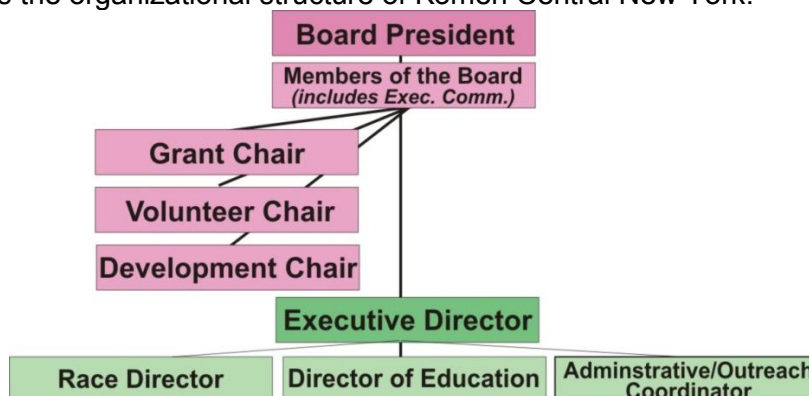 s the organizational structure of Komen Central New York.
Board President
Members of the Board
(includes Exec. Comm.)
Grant Chair
Volunteer Chair
Development Chair
Executive Director
Race Director
Director of Education
Adminstrative/Outreach
Coordinator